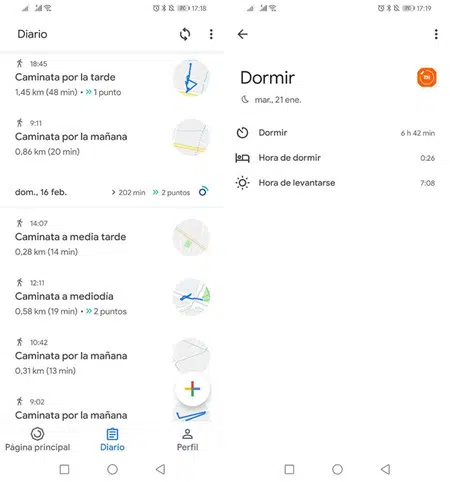 17:18
Diario
18:45
Caminata por la tarde
1,45 km (48 min) • 1 punto
9:11
Caminata por la mañana
0,86 km (20 min)
dom., 16 feb. 202 min 2 puntos
14:07
Caminata a media tarde
0,28 km (14 min)
12:11
Caminata a mediodía
0,58 km (19 min) • 2 puntos
10:42
Caminata por la mañana
0,31 km (13 min)
9:02
Caminata por la mañana
Página principal Diario Perfil
17:19
Dormir
mar., 21 ene.
Dormir 6 h 42 min
Hora de dormir 0:26
Hora de levantarse 7:08